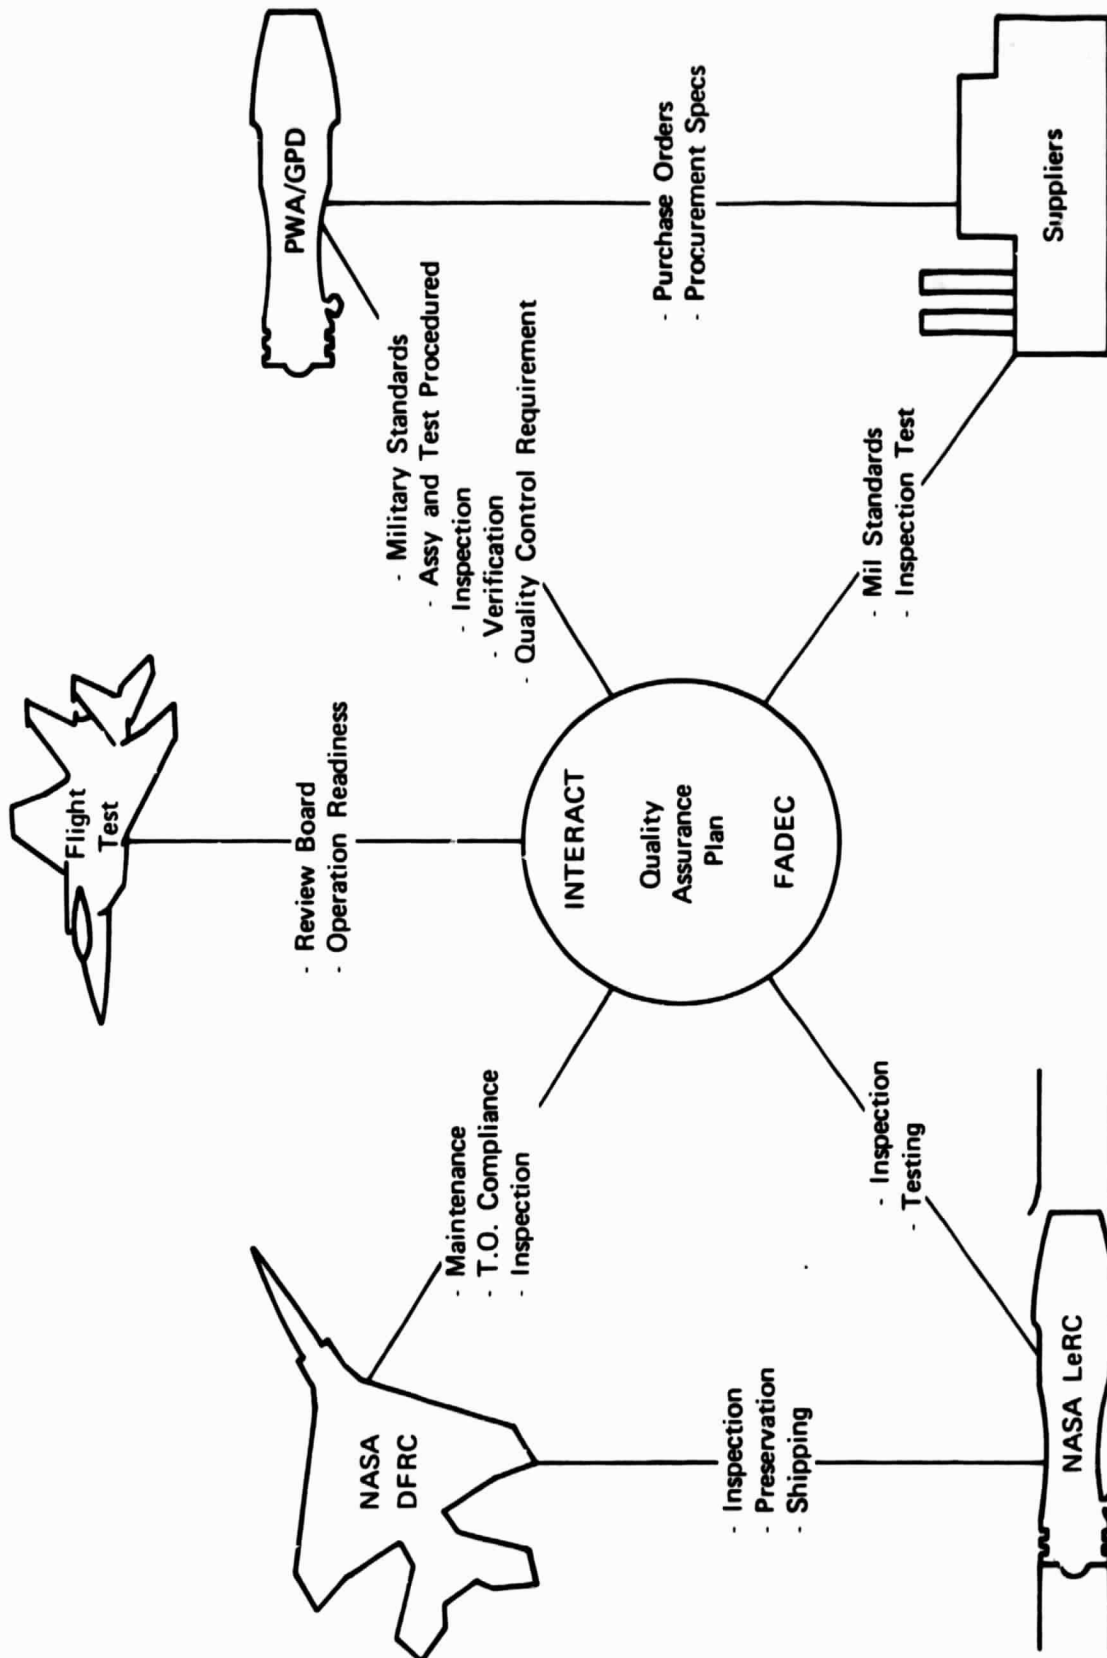 Flight
Test
- Review Board
- Operation Readiness
NASA
DFRC
- Maintenance
- T.O. Compliance
- Inspection
PWA/GPD
- Military Standards
- Assy and Test Procedured
- Inspection
- Verification
- Quality Control Requirement
INTERACT
Quality
Assurance
Plan
FADEC
- Inspection
- Preservation
- Shipping
- Purchase Orders
- Procurement Specs
- Inspection
- Testing
- Mil Standards
- Inspection Test
NASA LeRC
Suppliers